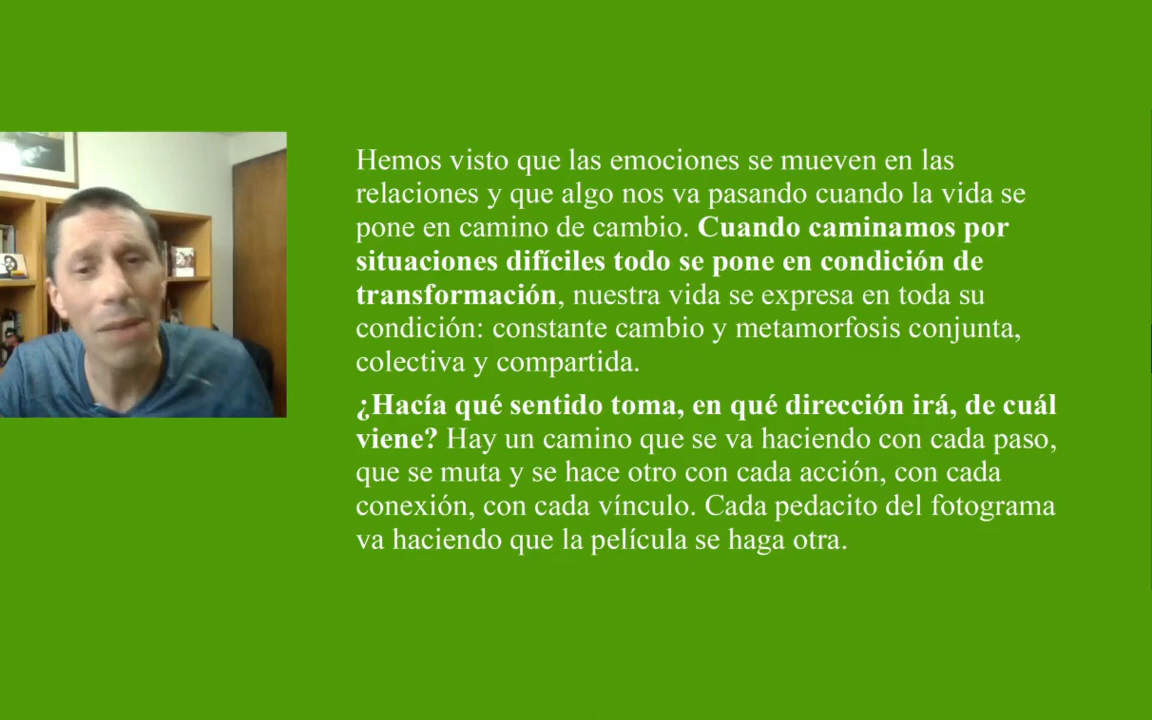 Hemos visto que las emociones se mueven en las
relaciones y que algo nos va pasando cuando la vida se
pone en camino de cambio. Cuando caminamos por
situaciones difíciles todo se pone en condición de
transformación, nuestra vida se expresa en toda su
condición: constante cambio y metamorfosis conjunta,
colectiva y compartida.
¿Hacía qué sentido toma, en qué dirección irá, de cuál
viene? Hay un camino que se va haciendo con cada paso,
que se muta y se hace otro con cada acción, con cada
conexión, con cada vínculo. Cada pedacito del fotograma
va haciendo que la película se haga otra.